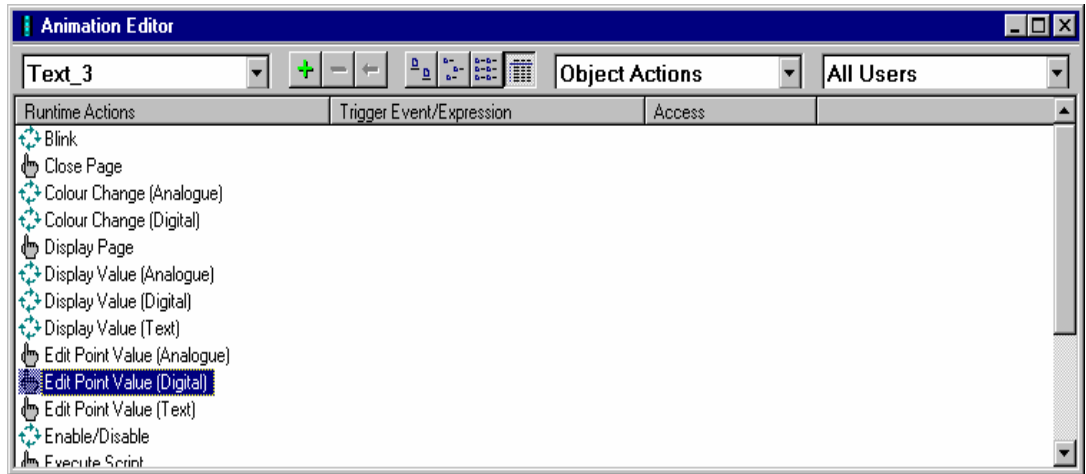 Animation Editor
Text_3 Object Actions All Users
Runtime Actions Trigger Event/Expression Access
Blink
Close Page
Colour Change (Analogue)
Colour Change (Digital)
Display Page
Display Value (Analogue)
Display Value (Digital)
Display Value (Text)
Edit Point Value (Analogue)
Edit Point Value (Digital)
Edit Point Value (Text)
Enable/Disable
Execute Script